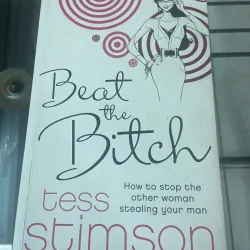 Beat
the
Bitch
How to stop the
other woman
stealing your man
tess
stimson